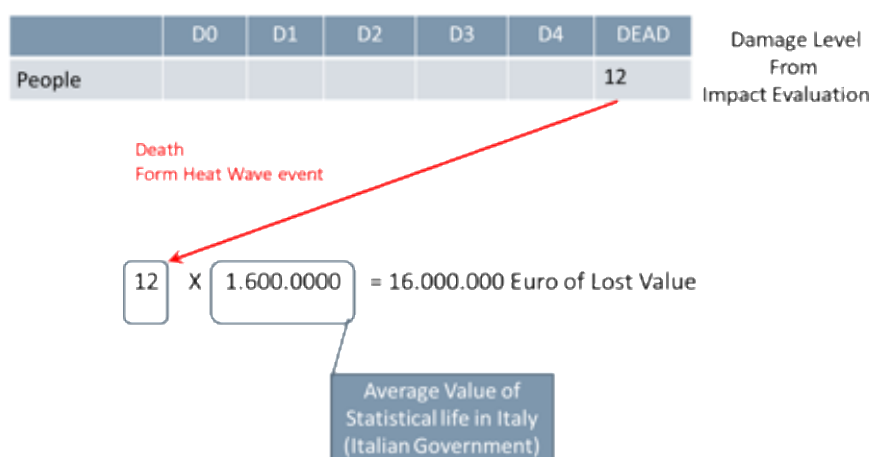 D0 D1 D2 D3 D4 DEAD
People 12
Damage Level
From
Impact Evaluation
Death
Form Heat Wave event
12 X 1.600.0000 = 16.000.000 Euro of Lost Value
Average Value of
Statistical life in Italy
(Italian Government)